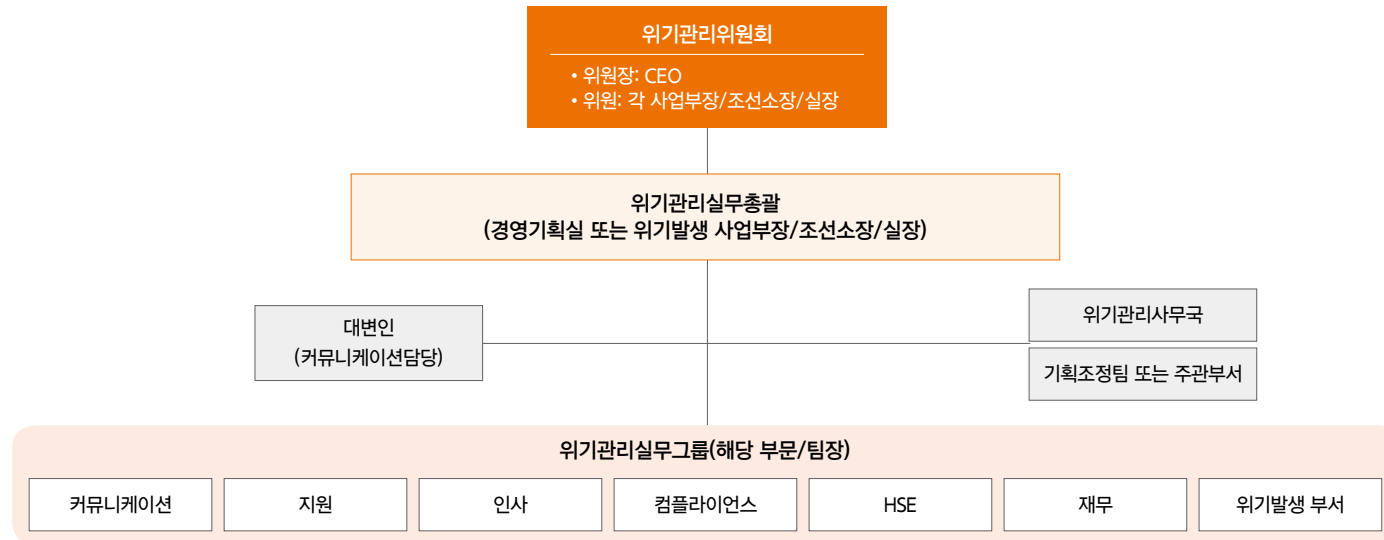 위기관리위원회
• 위원장: CEO
• 위원: 각 사업부장/조선소장/실장
위기관리실무총괄
(경영기획실 또는 위기발생 사업부장/조선소장/실장)
대변인
(커뮤니케이션담당)
위기관리사무국
기획조정팀 또는 주관부서
위기관리실무그룹(해당 부문/팀장)
커뮤니케이션
지원
인사
컴플라이언스
HSE
재무
위기발생 부서